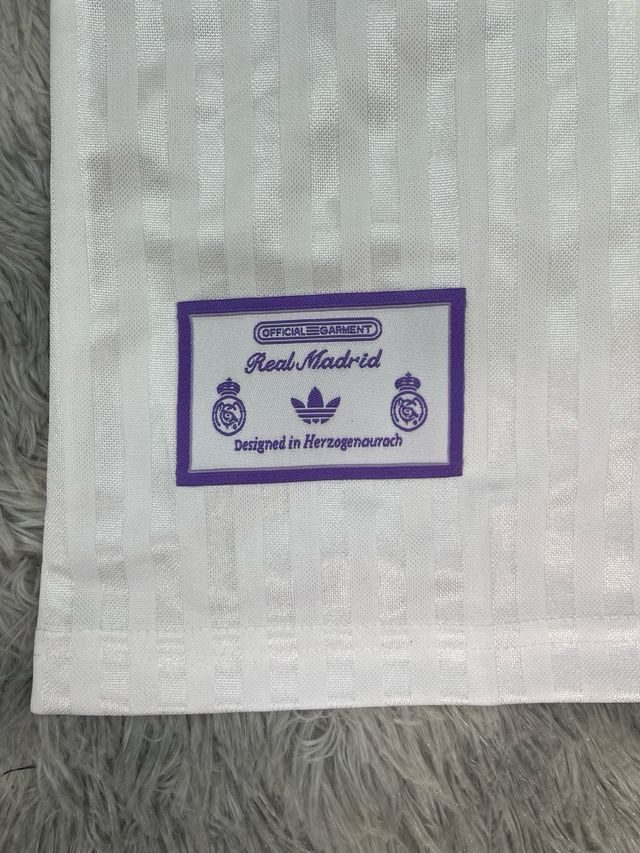 OFFICIAL GARMENT
Real Madrid
Designed in Herzogenaurach